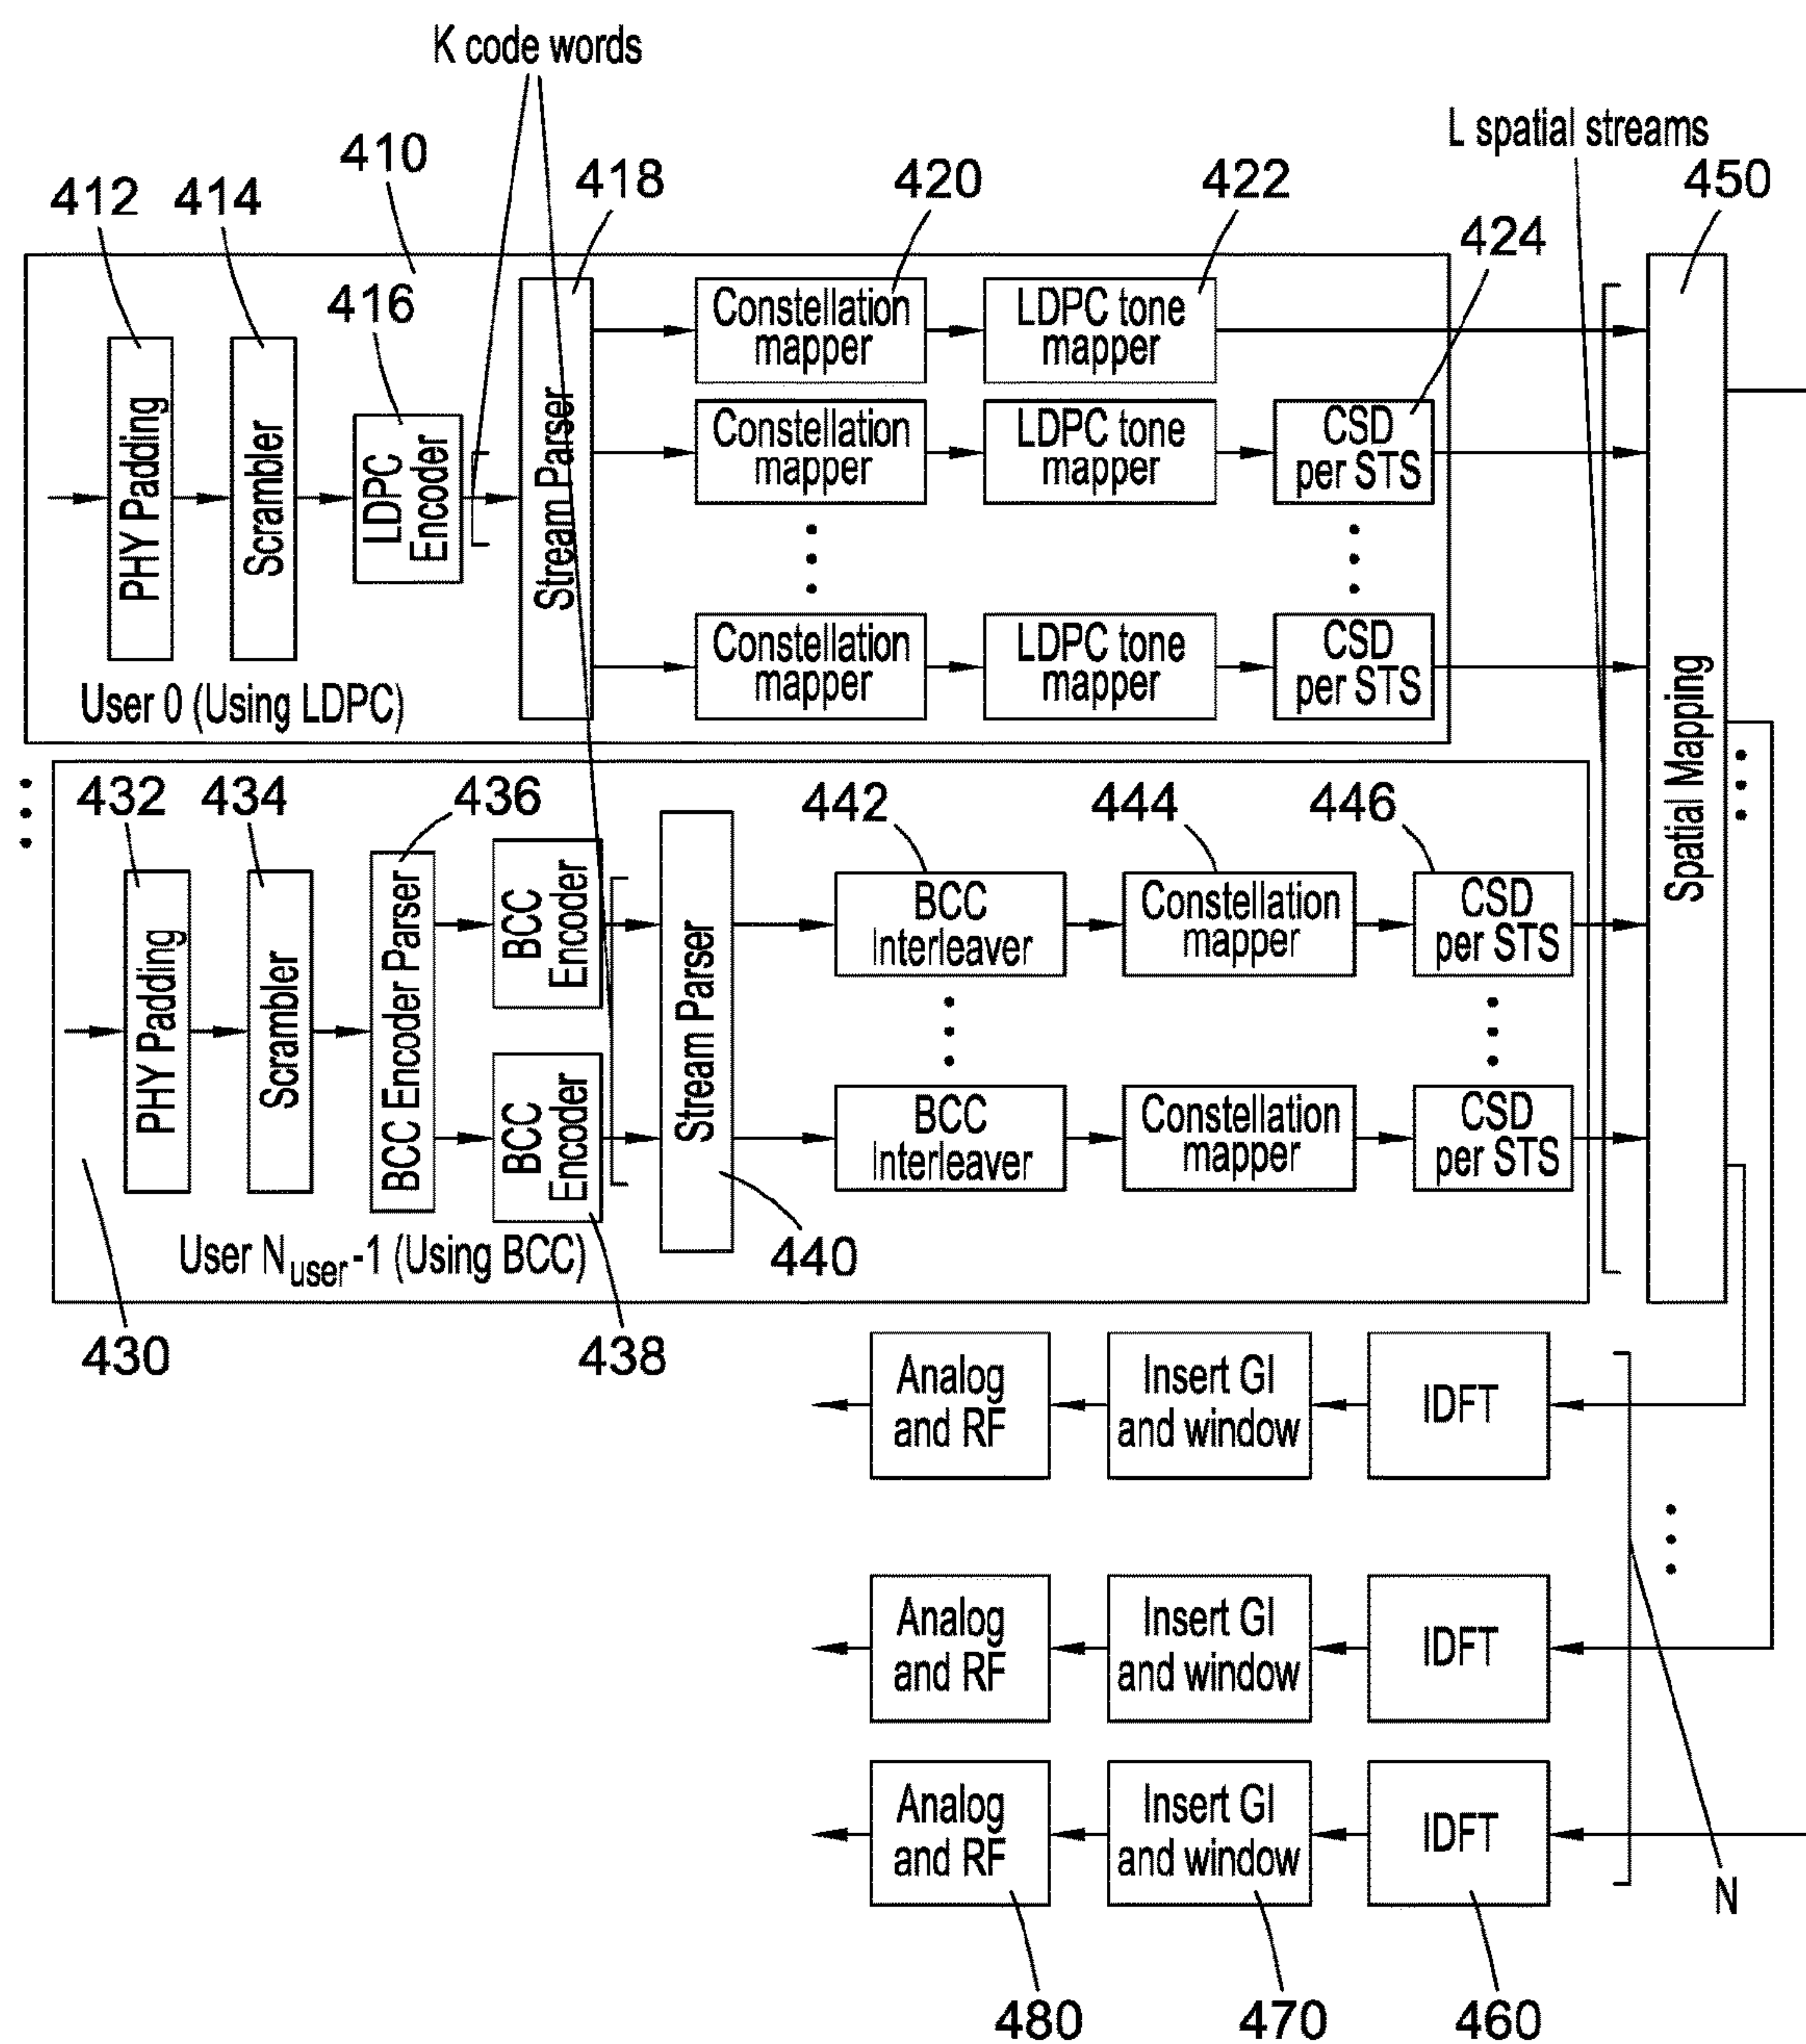 K code words
L spatial streams
410
418
420
422
450
412
414
424
416
PHY Padding
Scrambler
LDPC
Encoder
Stream Parser
Constellation
mapper
LDPC tone
mapper
Constellation
mapper
LDPC tone
mapper
CSD
per STS
Constellation
mapper
LDPC tone
mapper
CSD
per STS
User 0 (Using LDPC)
Spatial Mapping
432
434
436
442
444
446
PHY Padding
Scrambler
BCC Encoder Parser
BCC
Encoder
BCC
Encoder
Stream Parser
BCC
Interleaver
Constellation
mapper
CSD
per STS
BCC
Interleaver
Constellation
mapper
CSD
per STS
User Nuser-1 (Using BCC)
440
430
438
Analog
and RF
Insert GI
and window
IDFT
Analog
and RF
Insert GI
and window
IDFT
Analog
and RF
Insert GI
and window
IDFT
N
480
470
460